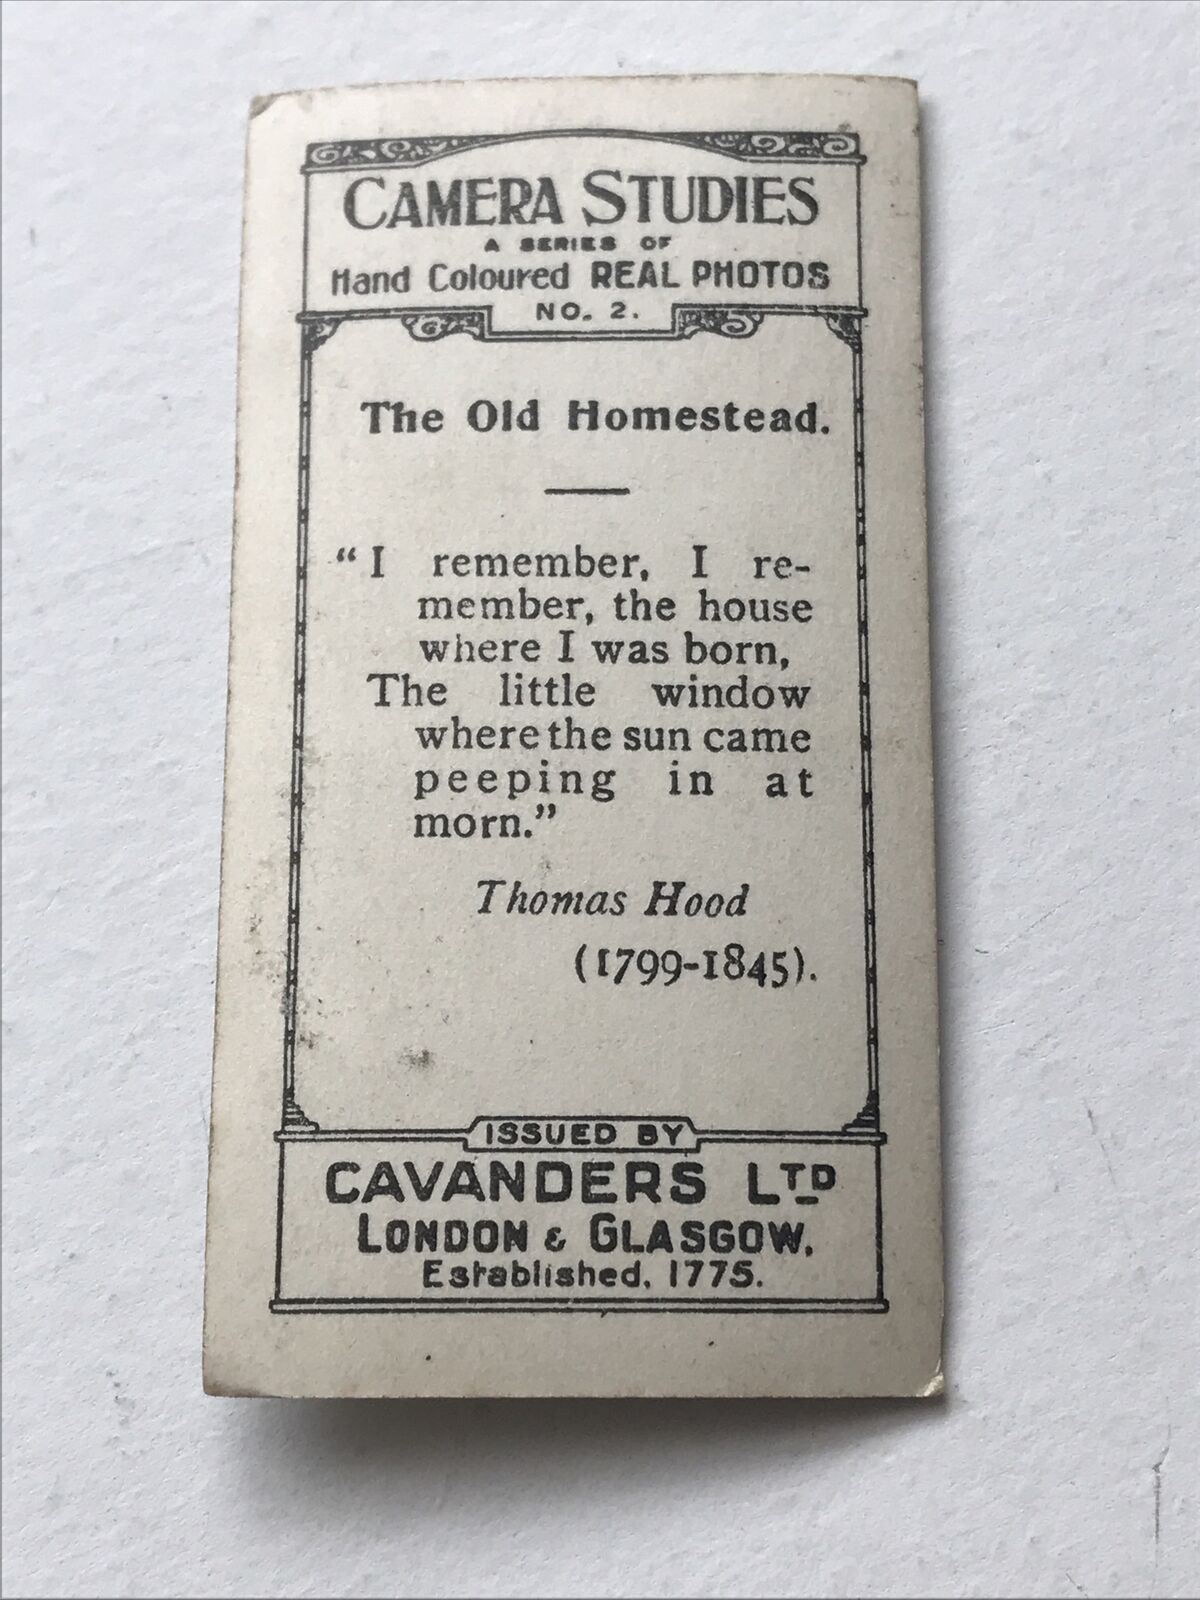 CAMERA STUDIES
A SERIES OF
Hand Coloured REAL PHOTOS
NO. 2.
The Old Homestead.
“I remember, I re-
member, the house
where I was born,
The little window
where the sun came
peeping in at
morn.”
Thomas Hood
(1799-1845).
ISSUED BY
CAVANDERS LTD
LONDON & GLASGOW.
Established. 1775.